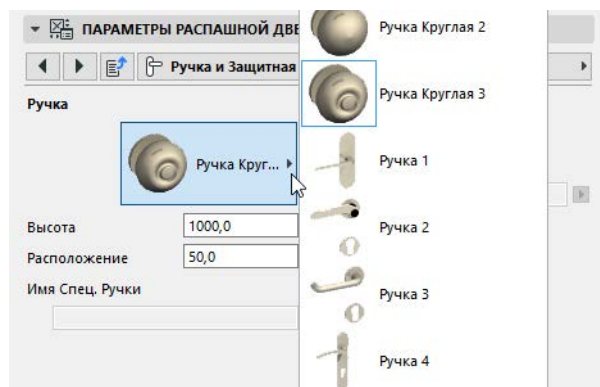 ПАРАМЕТРЫ РАСПАШНОЙ ДВЕ
Ручка и Защитная
Ручка
Ручка Круг...
Высота 1000,0
Расположение 50,0
Имя Спец. Ручки
Ручка Круглая 2
Ручка Круглая 3
Ручка 1
Ручка 2
Ручка 3
Ручка 4